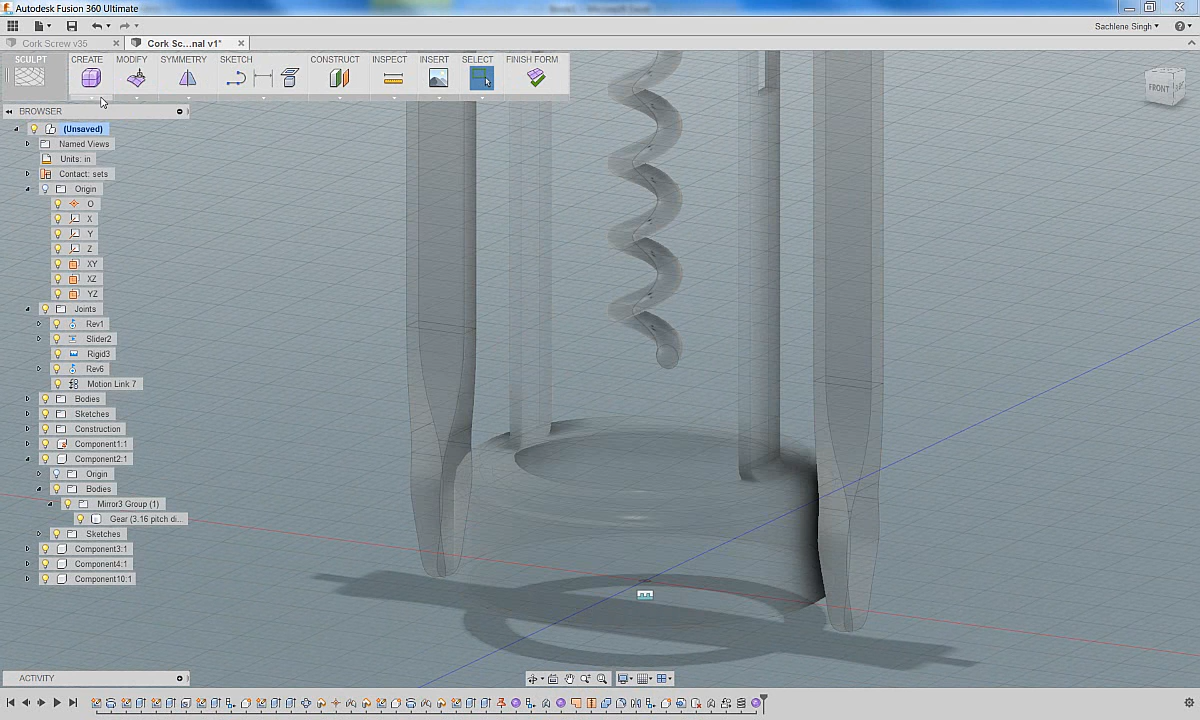 Autodesk Fusion 360 Ultimate
Sachlene Singh
Cork Screw v35
Cork Sc...nal v1*
SCULPT CREATE MODIFY SYMMETRY SKETCH CONSTRUCT INSPECT INSERT SELECT FINISH FORM
FRONT
BROWSER
(Unsaved)
Named Views
Units: in
Contact: sets
Origin
O
X
Y
Z
XY
XZ
YZ
Joints
Rev1
Slider2
Rigid3
Rev6
Motion Link 7
Bodies
Sketches
Construction
Component1:1
Component2:1
Origin
Bodies
Mirror3 Group (1)
Gear (3.16 pitch di...
Sketches
Component3:1
Component4:1
Component10:1
ACTIVITY